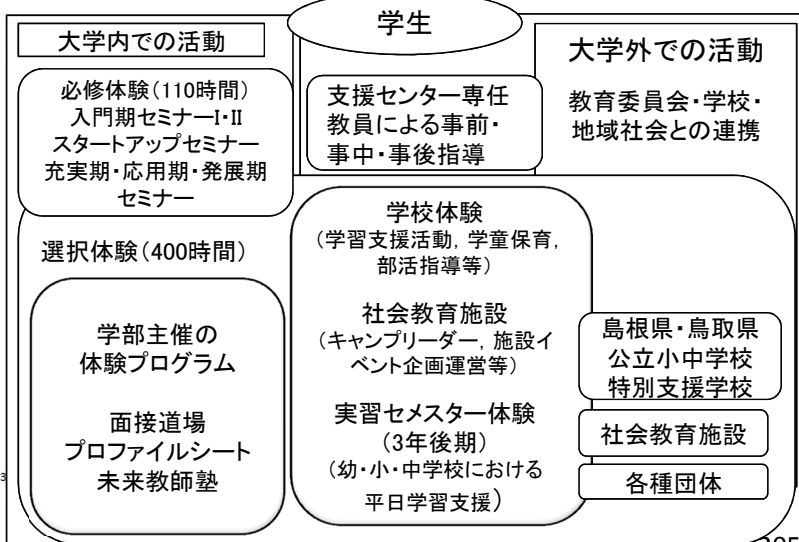 学生
大学内での活動
必修体験(110時間)
入門期セミナーI・II
スタートアップセミナー
充実期・応用期・発展期
セミナー
支援センター専任
教員による事前・
事中・事後指導
大学外での活動
教育委員会・学校・
地域社会との連携
選択体験(400時間)
学部主催の
体験プログラム
面接道場
プロファイルシート
未来教師塾
学校体験
(学習支援活動, 学童保育,
部活指導等)
社会教育施設
(キャンプリーダー, 施設イ
ベント企画運営等)
実習セメスター体験
(3年後期)
(幼・小・中学校における
平日学習支援)
島根県・鳥取県
公立小中学校
特別支援学校
社会教育施設
各種団体
3